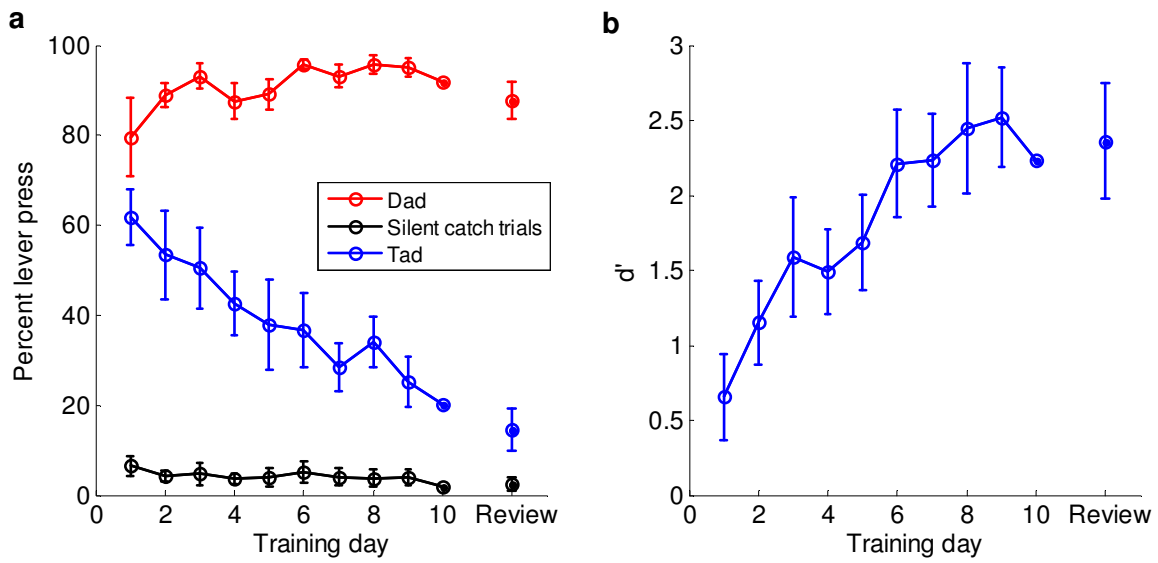 a
Percent lever press
100
80
60
40
20
0
Dad
Silent catch trials
Tad
0 2 4 6 8 10 Review
Training day
b
d'
3
2.5
2
1.5
1
0.5
0
0 2 4 6 8 10 Review
Training day